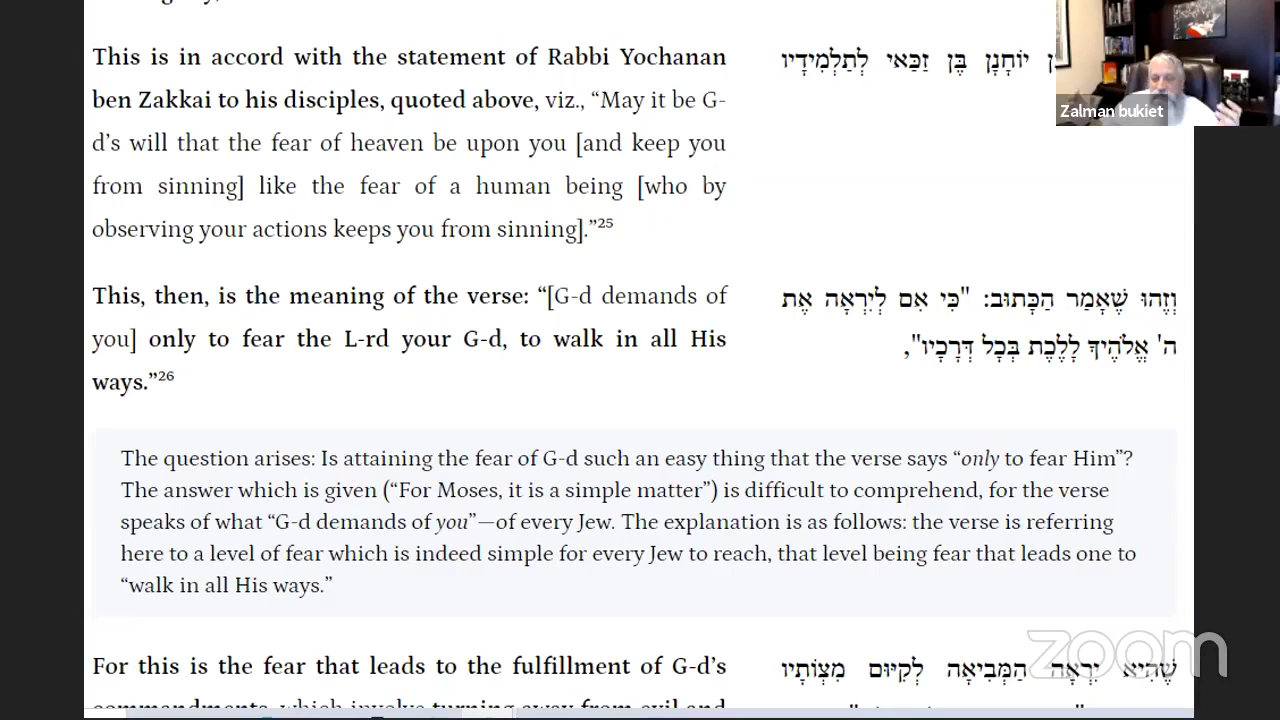 This is in accord with the statement of Rabbi Yochanan
ben Zakkai to his disciples, quoted above, viz., “May it be G-
d’s will that the fear of heaven be upon you [and keep you
from sinning] like the fear of a human being [who by
observing your actions keeps you from sinning].”25
יוֹחָנָן בֶּן זַכַּאי לְתַלְמִידָיו
Zalman bukiet
This, then, is the meaning of the verse: “[G-d demands of
you] only to fear the L-rd your G-d, to walk in all His
ways.”26
וְזֶהוּ שֶׁאָמַר הַכָּתוּב: "כִּי אִם לְיִרְאָה אֶת
ה' אֱלֹהֶיךָ לָלֶכֶת בְּכָל דְּרָכָיו",
The question arises: Is attaining the fear of G-d such an easy thing that the verse says “only to fear Him”?
The answer which is given (“For Moses, it is a simple matter”) is difficult to comprehend, for the verse
speaks of what “G-d demands of you”—of every Jew. The explanation is as follows: the verse is referring
here to a level of fear which is indeed simple for every Jew to reach, that level being fear that leads one to
“walk in all His ways.”
For this is the fear that leads to the fulfillment of G-d’s
commandments, which involve turning away from evil and
שֶׁהִיא יִרְאָה הַמְּבִיאָה לְקִיּוּם מִצְוֹתָיו
zoom